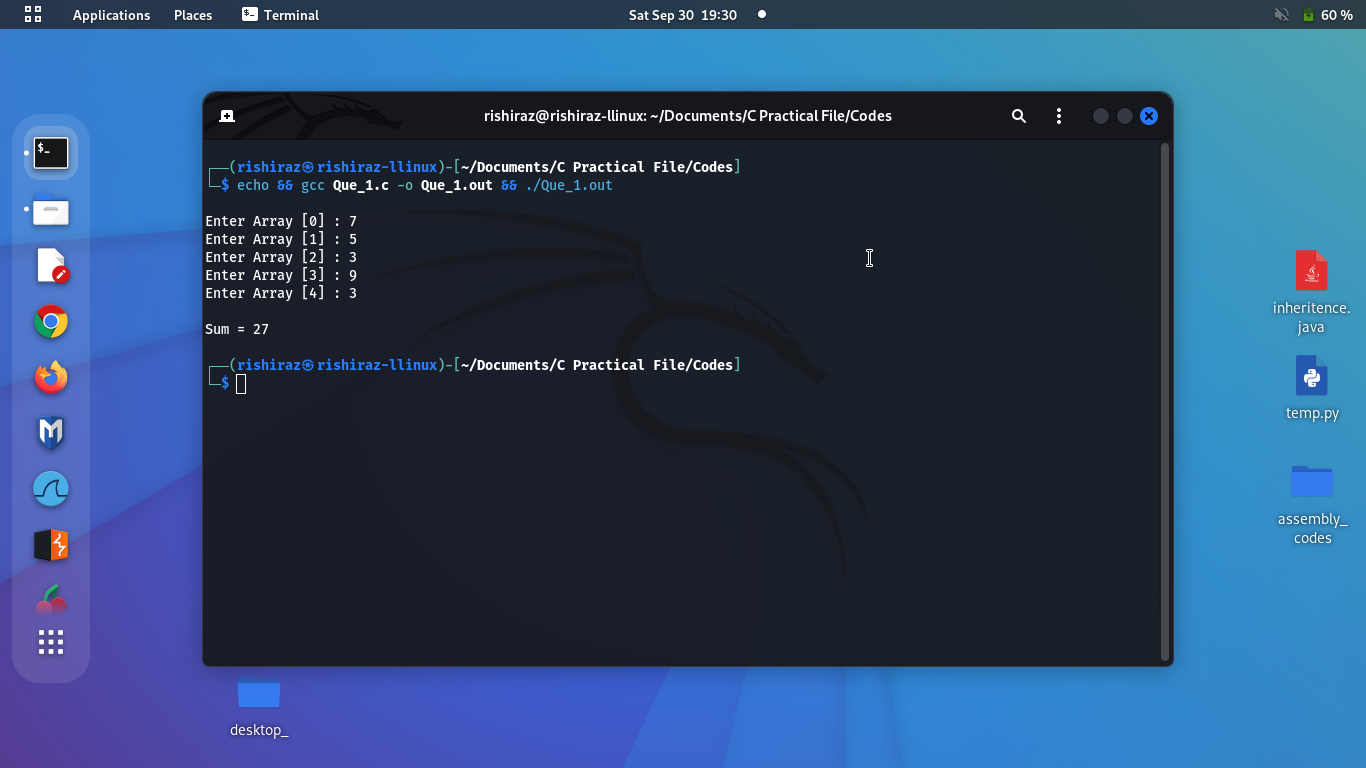 Applications Places Terminal Sat Sep 30 19:30 60 %
rishiraz@rishiraz-llinux: ~/Documents/C Practical File/Codes
┌──(rishiraz㉿rishiraz-llinux)-[~/Documents/C Practical File/Codes]
└─$ echo && gcc Que_1.c -o Que_1.out && ./Que_1.out
Enter Array [0] : 7
Enter Array [1] : 5
Enter Array [2] : 3
Enter Array [3] : 9
Enter Array [4] : 3
Sum = 27
┌──(rishiraz㉿rishiraz-llinux)-[~/Documents/C Practical File/Codes]
└─$
$_
inheritence.
java
temp.py
assembly_
codes
desktop_